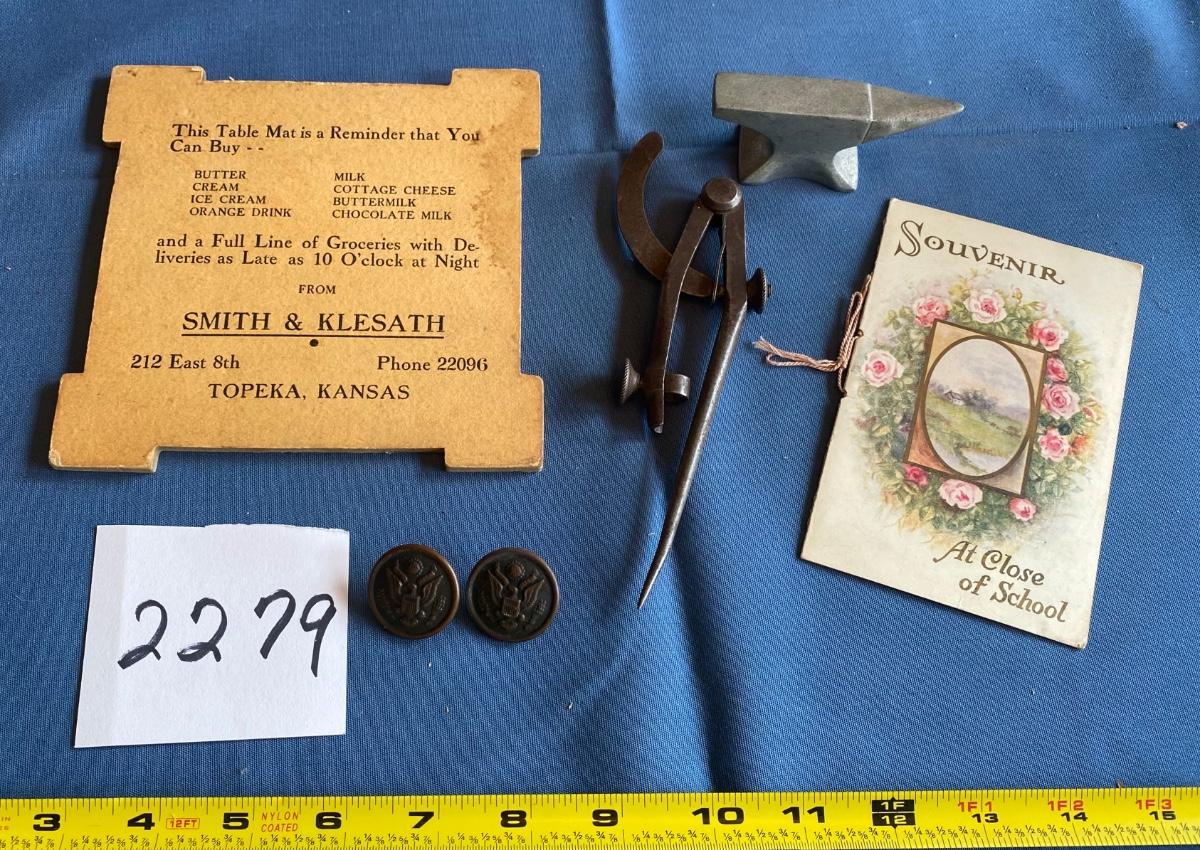 This Table Mat is a Reminder that You
Can Buy - -
BUTTER MILK
CREAM COTTAGE CHEESE
ICE CREAM BUTTERMILK
ORANGE DRINK CHOCOLATE MILK
and a Full Line of Groceries with De-
liveries as Late as 10 O'clock at Night
FROM
SMITH & KLESATH
212 East 8th Phone 22096
TOPEKA, KANSAS
SOUVENIR
At Close
of School
2279
3 4 12FT 5 NYLON COATED 6 7 8 9 10 11 1F 12 1F1 13 1F2 14 1F3 15